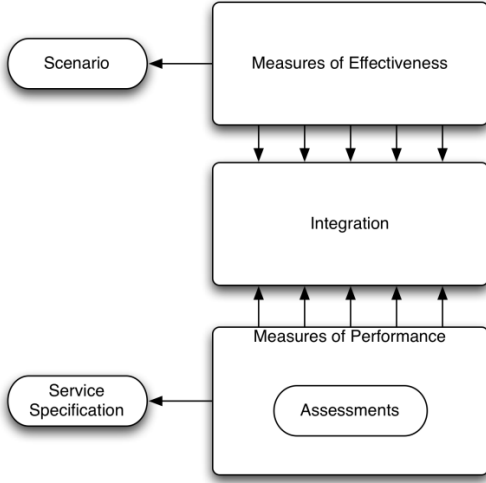 Scenario
Measures of Effectiveness
Integration
Measures of Performance
Service
Specification
Assessments